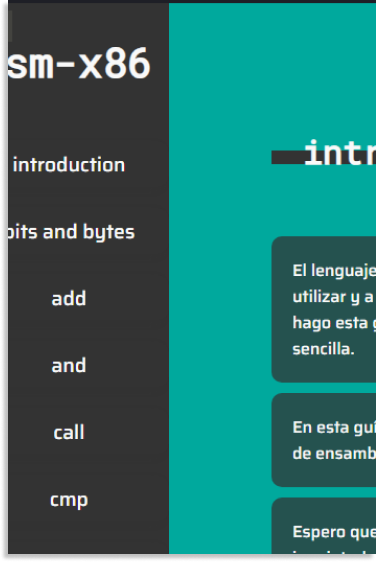 sm-x86
introduction
bits and bytes
add
and
call
cmp
intr
El lenguaje
utilizar y a
hago esta
sencilla.
En esta guí
de ensamb
Espero que